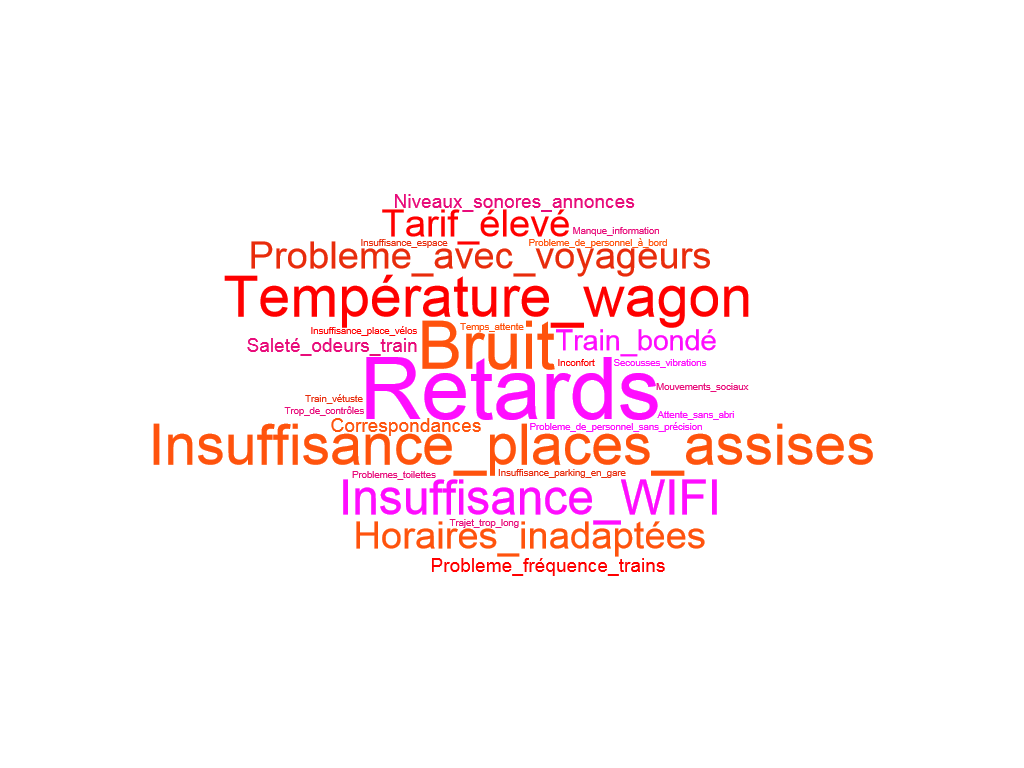 Niveaux_sonores_annonces
Tarif_élevé
Manque_information
Insuffisance_espace
Probleme_de_personnel_à_bord
Probleme_avec_voyageurs
Température_wagon
Temps_attente
Insuffisance_place_vélos
Bruit
Train_bondé
Saleté_odeurs_train
Inconfort
Secousses_vibrations
Retards
Mouvements_sociaux
Train_vétuste
Trop_de_contrôles
Attente_sans_abri
Correspondances
Probleme_de_personnel_sans_précision
Insuffisance_places_assises
Problemes_toilettes
Insuffisance_parking_en_gare
Insuffisance_WIFI
Trajet_trop_long
Horaires_inadaptées
Probleme_fréquence_trains